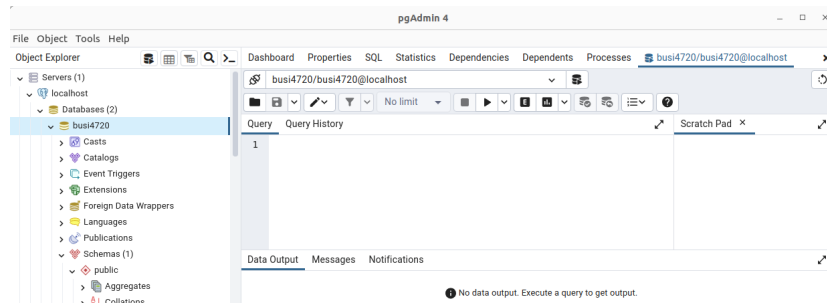 pgAdmin 4
File Object Tools Help
Object Explorer
Dashboard Properties SQL Statistics Dependencies Dependents Processes busi4720/busi4720@localhost
Servers (1)
busi4720/busi4720@localhost
localhost
Databases (2)
No limit
busi4720
Query Query History
Scratch Pad
Casts
1
Catalogs
Event Triggers
Extensions
Foreign Data Wrappers
Languages
Publications
Schemas (1)
Data Output Messages Notifications
public
Aggregates
No data output. Execute a query to get output.
Collations